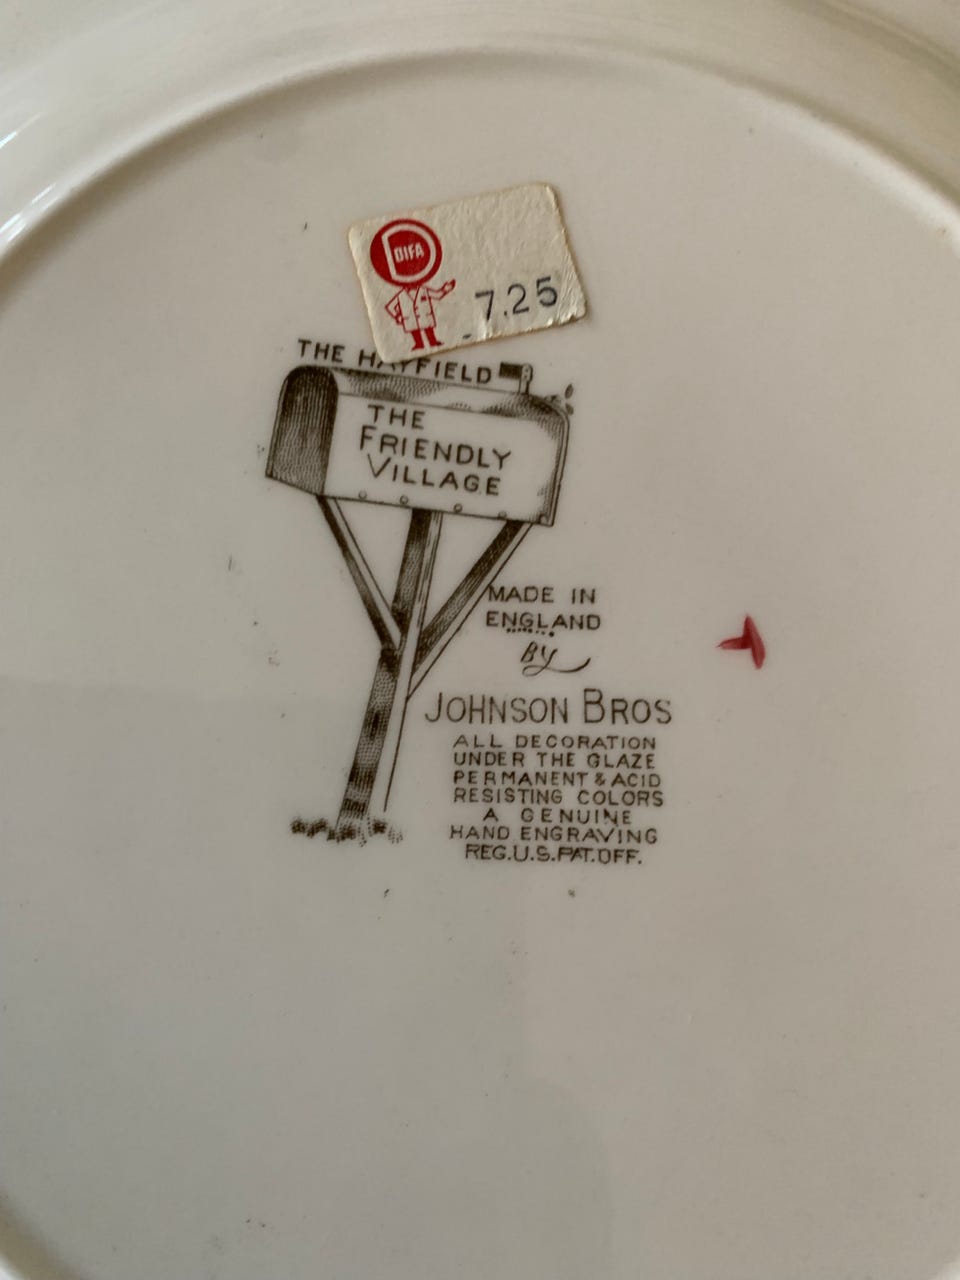 DIFA
7.25
THE HAYFIELD
THE
FRIENDLY
VILLAGE
MADE IN
ENGLAND
BY
JOHNSON BROS
ALL DECORATION
UNDER THE GLAZE
PERMANENT & ACID
RESISTING COLORS
A GENUINE
HAND ENGRAVING
REG.U.S.PAT.OFF.